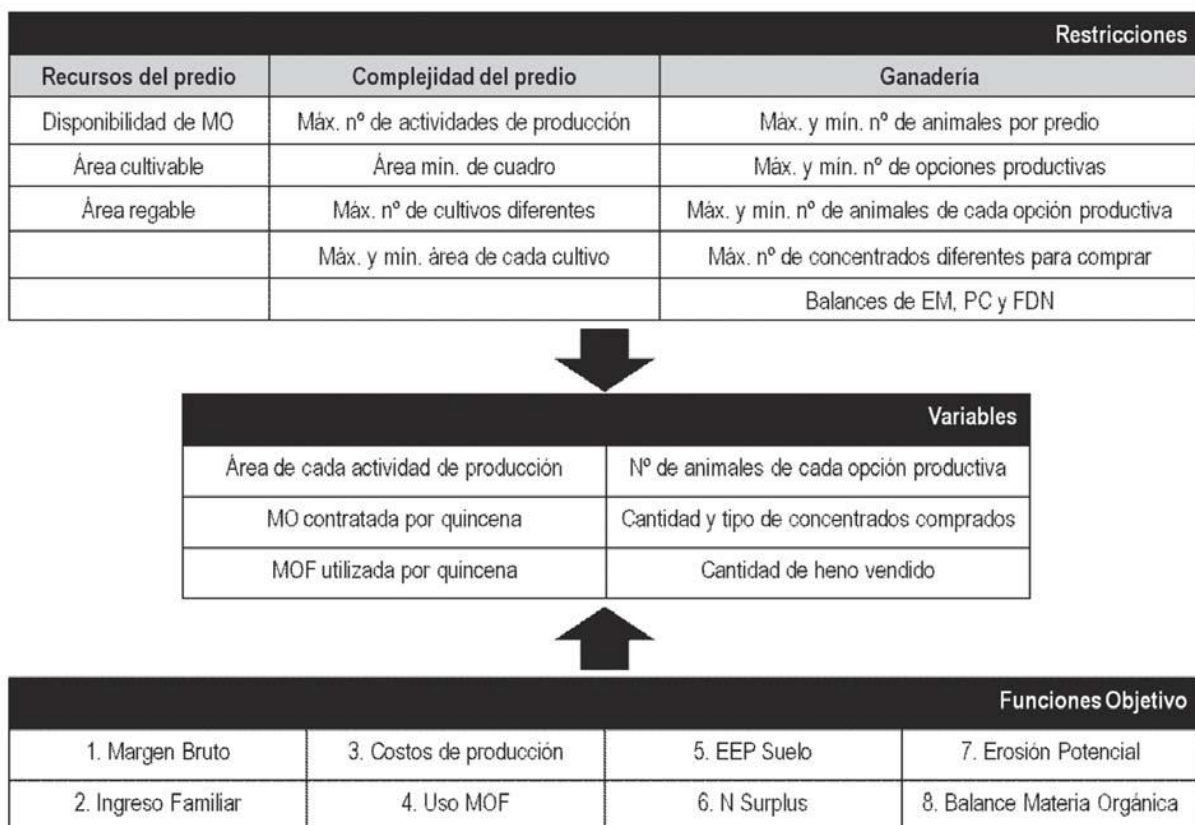 Restricciones
Recursos del predio Complejidad del predio Ganadería
Disponibilidad de MO Máx. nº de actividades de producción Máx. y mín. nº de animales por predio
Área cultivable Área mín. de cuadro Máx. y mín. nº de opciones productivas
Área regable Máx. nº de cultivos diferentes Máx. y mín. nº de animales de cada opción productiva
Máx. y mín. área de cada cultivo Máx. nº de concentrados diferentes para comprar
Balances de EM, PC y FDN
Variables
Área de cada actividad de producción Nº de animales de cada opción productiva
MO contratada por quincena Cantidad y tipo de concentrados comprados
MOF utilizada por quincena Cantidad de heno vendido
Funciones Objetivo
1. Margen Bruto 3. Costos de producción 5. EEP Suelo 7. Erosión Potencial
2. Ingreso Familiar 4. Uso MOF 6. N Surplus 8. Balance Materia Orgánica